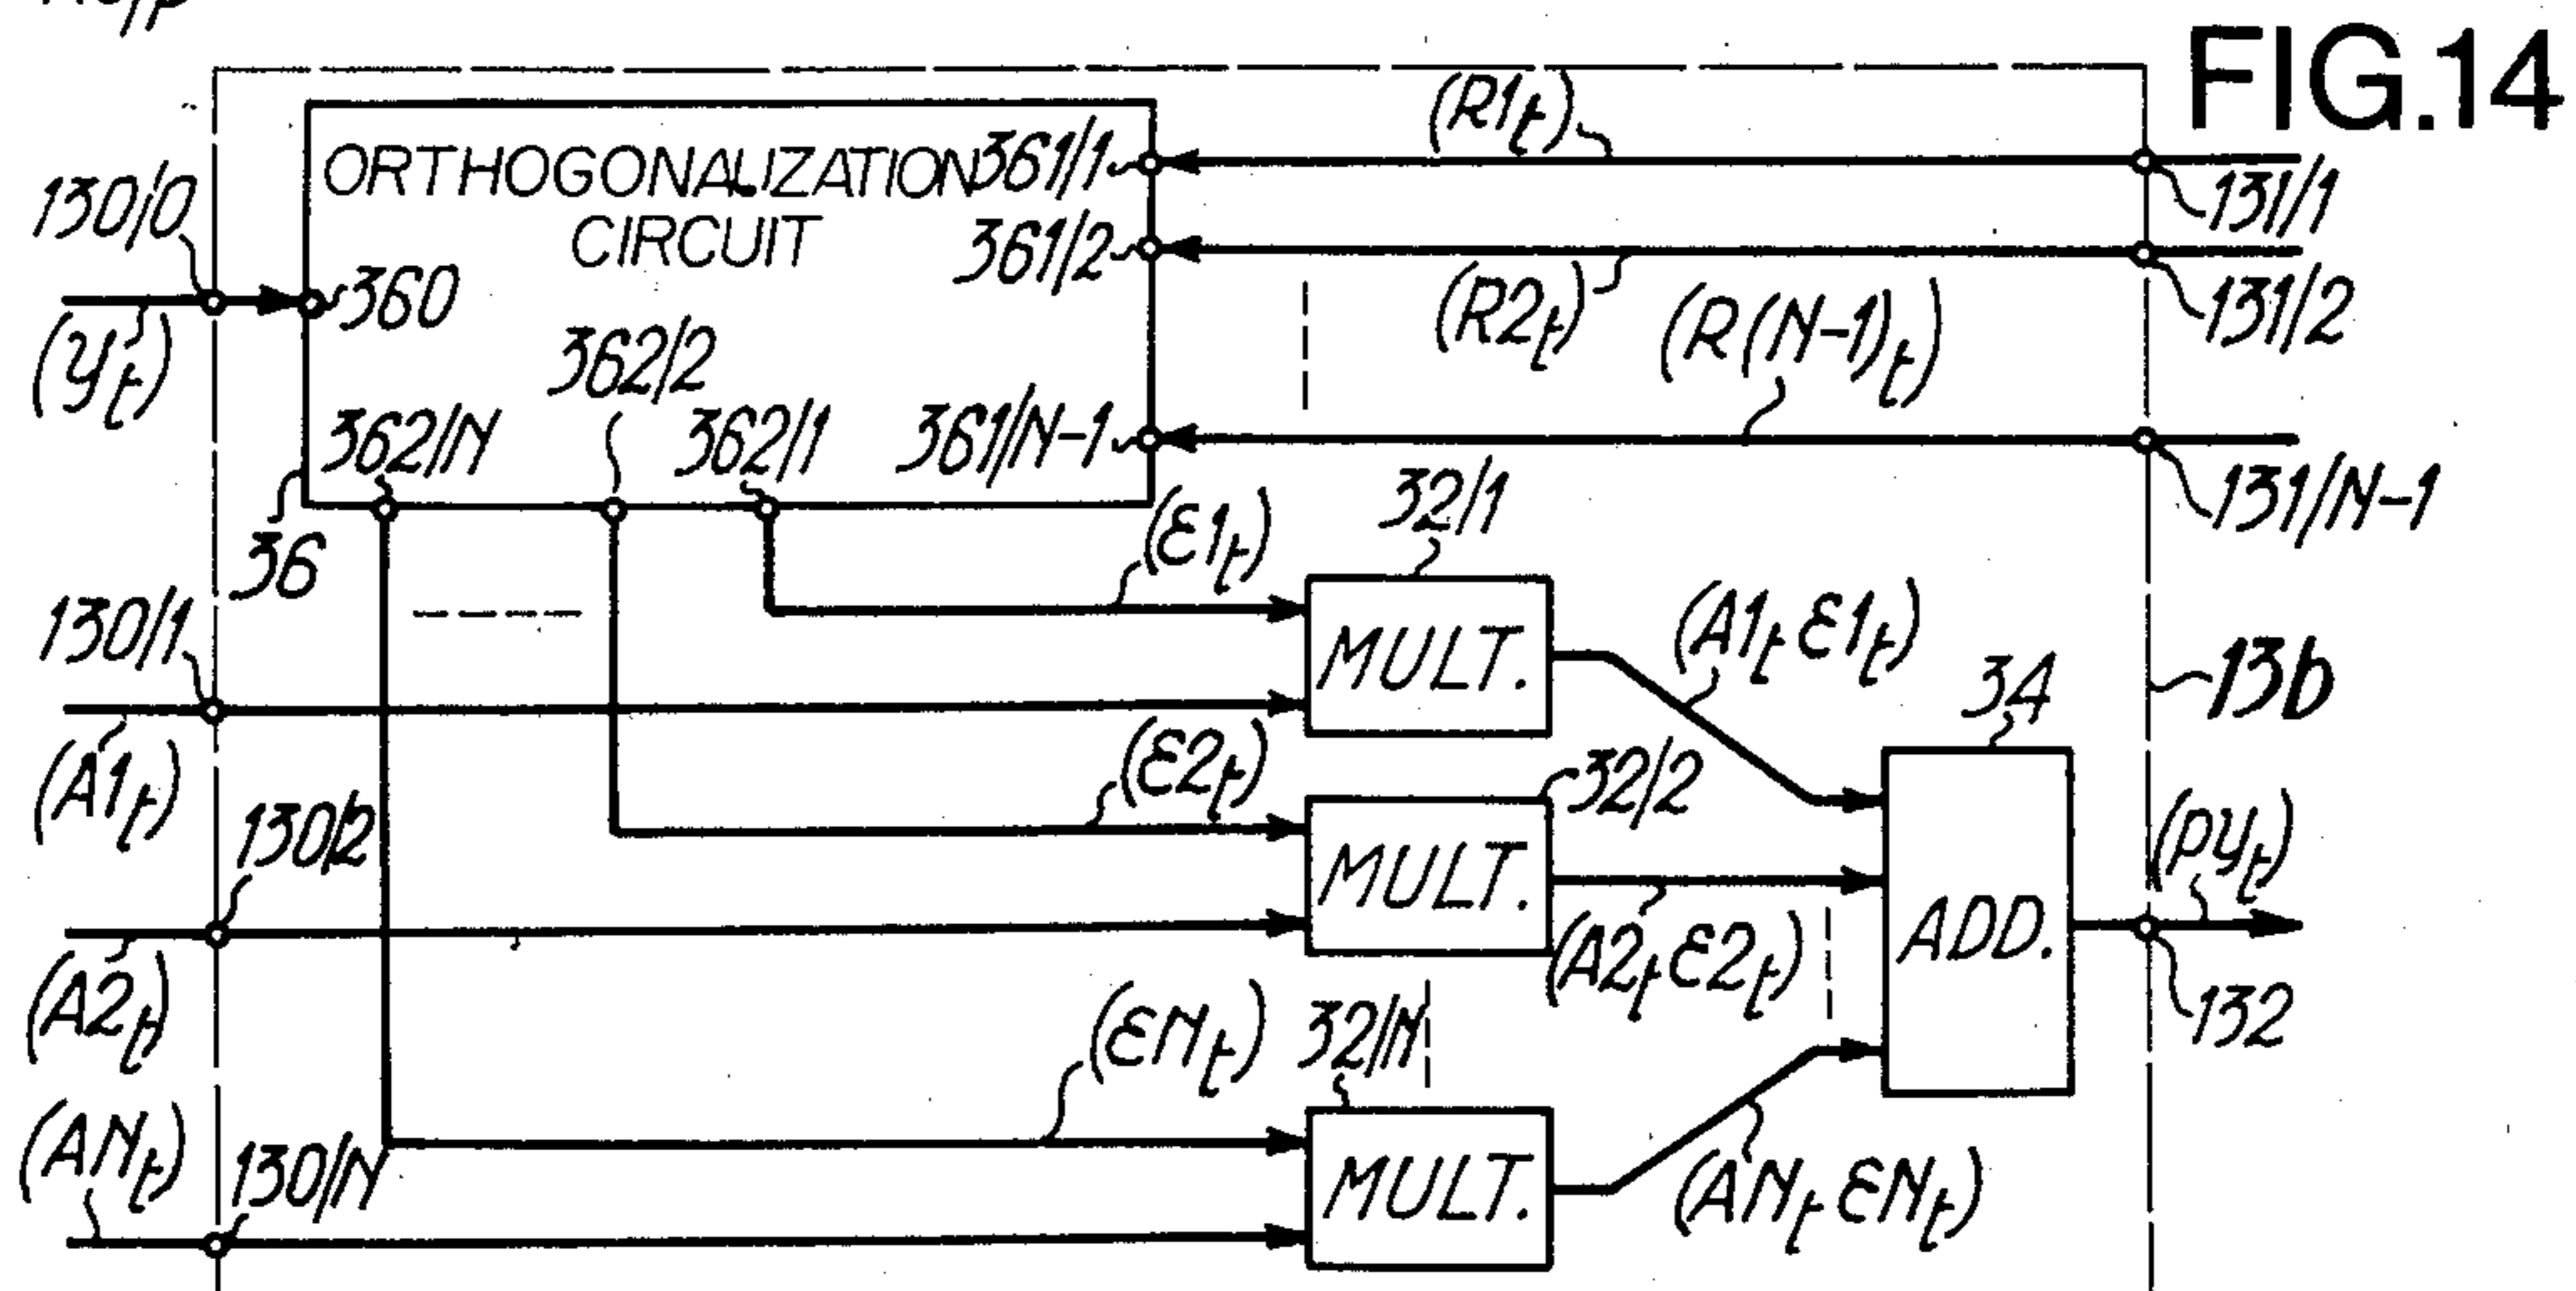 FIG.14
(R1t)
ORTHOGONALIZATION
CIRCUIT
361/1
131/1
130/0
361/2
360
(R2t)
(R(N-1)t)
131/2
(yt)
362/2
362/N
362/1
361/N-1
131/N-1
36
(ε1t)
32/1
130/1
MULT.
(A1t ε1t)
34
13b
(A1t)
(ε2t)
32/2
130/2
MULT.
ADD.
(pyt)
(A2t)
(A2t ε2t)
132
(εNt)
32/N
(ANt)
130/N
MULT.
(ANt εNt)